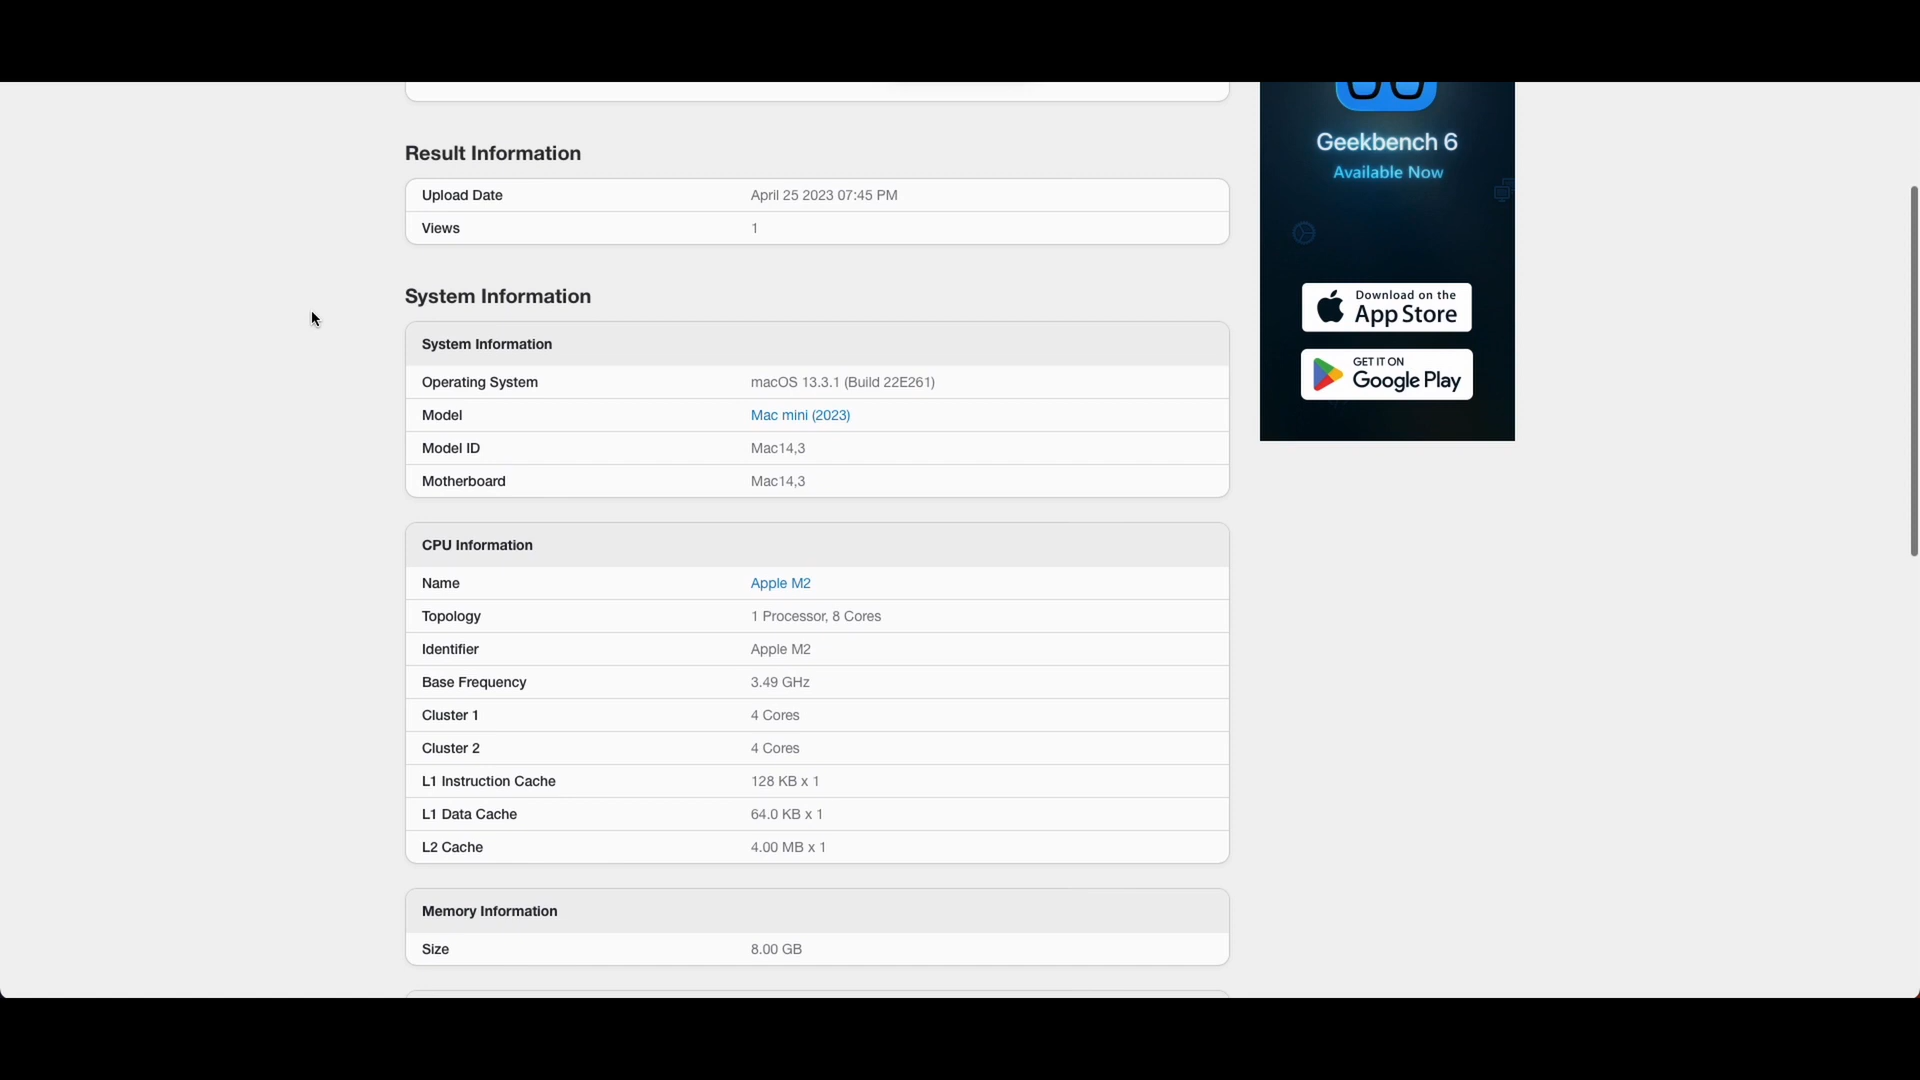 Result Information
Upload Date April 25 2023 07:45 PM
Views 1
System Information
System Information
Operating System macOS 13.3.1 (Build 22E261)
Model Mac mini (2023)
Model ID Mac14,3
Motherboard Mac14,3
CPU Information
Name Apple M2
Topology 1 Processor, 8 Cores
Identifier Apple M2
Base Frequency 3.49 GHz
Cluster 1 4 Cores
Cluster 2 4 Cores
L1 Instruction Cache 128 KB x 1
L1 Data Cache 64.0 KB x 1
L2 Cache 4.00 MB x 1
Memory Information
Size 8.00 GB
Geekbench 6
Available Now
Download on the
App Store
GET IT ON
Google Play